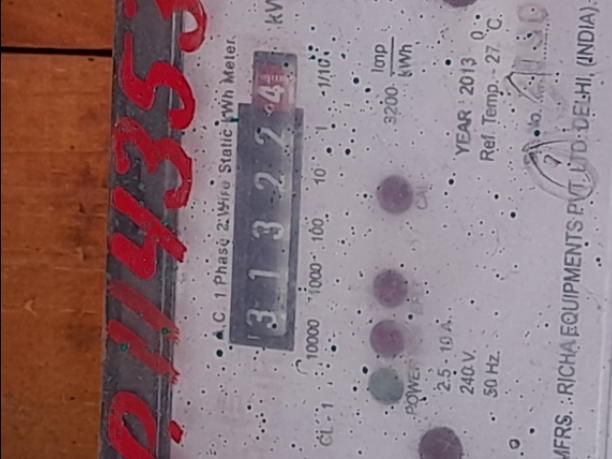 P114353
A.C. 1 Phase 2 Wire Static kWh Meter
31322 4
10000 1000 100 10 1 1/10
CL - 1
3200 Imp/kWh
CAL
POWER
2.5 - 10 A.
240 V.
50 Hz.
YEAR : 2013
Ref. Temp. - 27 °C
No.
MFRS. : RICHA EQUIPMENTS PVT. LTD. DELHI, (INDIA)